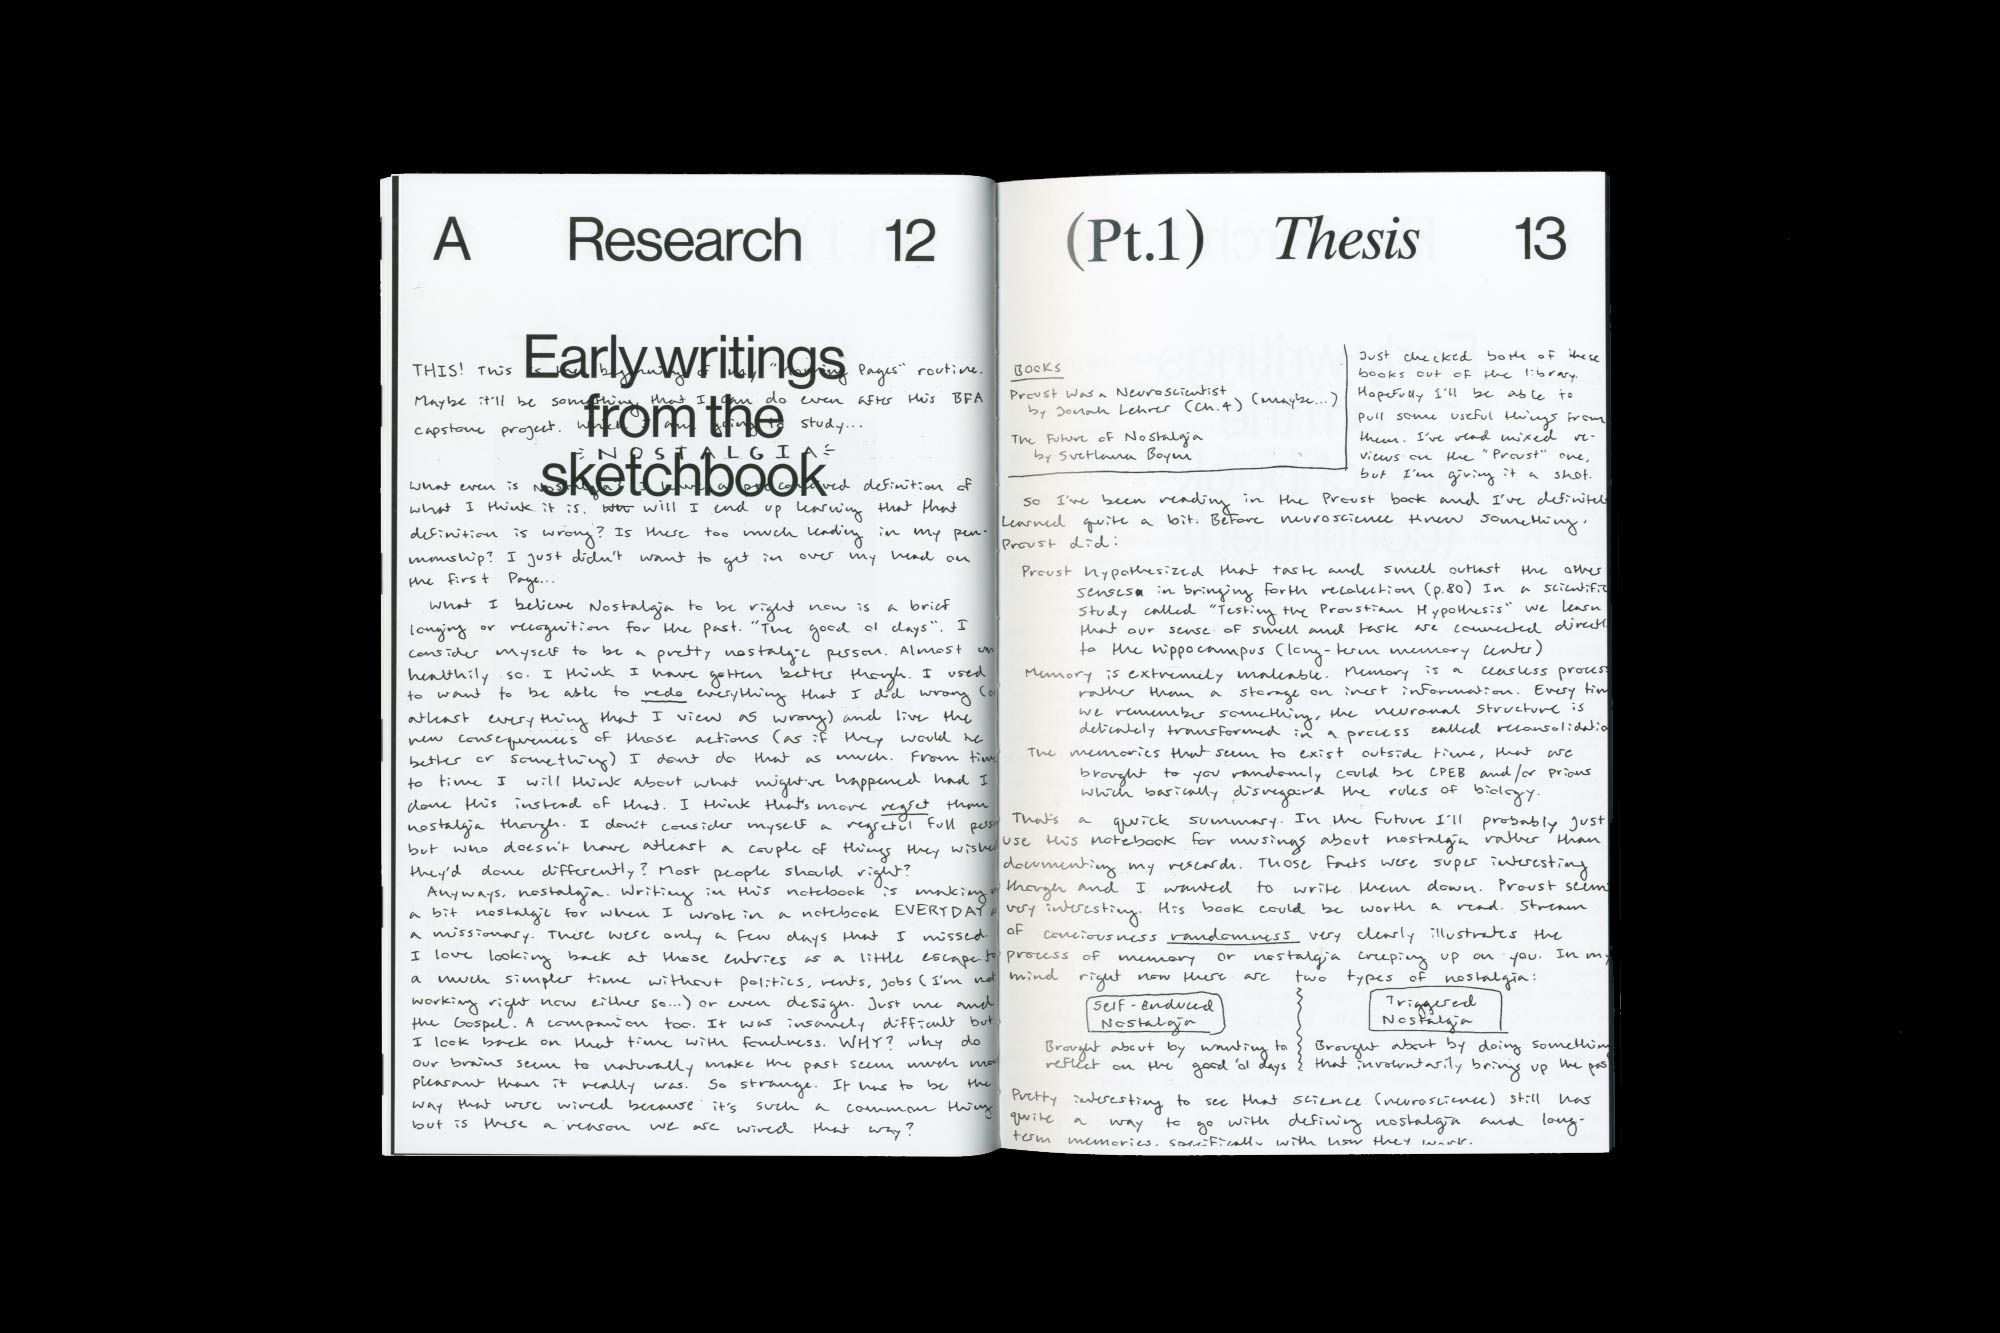 A Research 12
Early writings
from the
sketchbook
THIS! This is the beginning of my "Morning Pages" routine.
Maybe it'll be something that I can do even after this BFA
capstone project. Which I am going to study...
NOSTALGIA
What even is Nostalgia? I have a preconceived definition of
what I think it is. will I end up learning that that
definition is wrong? Is there too much leading in my pen-
manship? I just didn't want to get in over my head on
the first Page...
What I believe Nostalgia to be right now is a brief
longing or recognition for the past. "The good ol days". I
consider myself to be a pretty nostalgic person. Almost un
healthily so. I think I have gotten better though. I used
to want to be able to redo everything that I did wrong (o
atleast everything that I view as wrong) and live the
new consequences of those actions (as if they would be
better or something) I dont do that as much. From tim
to time I will think about what might've happened had I
done this instead of that. I think that's more regret than
nostalgia though. I don't consider myself a regretful full perso
but who doesn't have atleast a couple of things they wishe
they'd done differently? Most people should right?
Anyways, nostalgia. Writing in this notebook is making
a bit nostalgic for when I wrote in a notebook EVERYDAY
a missionary. There were only a few days that I missed.
I love looking back at those entries as a little escape to
a much simpler time without politics, rents, jobs (I'm not
working right now either so...) or even design. Just me and
the Gospel. A companion too. It was insanely difficult but
I look back on that time with fondness. WHY? why do
our brains seem to naturally make the past seem much mo
pleasant than it really was. So strange. It has to be the
way that were wired because it's such a common thing
but is there a reason we are wired that way?
(Pt.1) Thesis 13
BOOKS
Proust Was a Neuroscientist
by Jonah Lehrer (Ch.4) (maybe...)
The Future of Nostalgia
by Svetlana Boym
Just checked both of these
books out of the library.
Hopefully I'll be able to
pull some useful things from
them. I've read mixed re-
views on the "Proust" one,
but I'm giving it a shot.
So I've been reading in the Proust book and I've definitel
learned quite a bit. Before neuroscience knew something,
Proust did:
Proust hypothesized that taste and smell outlast the other
senses in bringing forth recolection (p.80) In a scientific
study called "Testing the Proustian Hypothesis" we learn
that our sense of smell and taste are connected directl
to the hippocampus (long-term memory center)
Memory is extremely maleable. Memory is a ceasless proces
rather than a storage on inert information. Every tim
we remember something, the neuronal structure is
delicately transformed in a process called reconsolidatio
The memories that seem to exist outside time, that are
brought to you randomly could be CPEB and/or prions
which basically disregard the rules of biology.
That's a quick summary. In the future I'll probably just
use this notebook for musings about nostalgia rather than
documenting my research. Those facts were super interesting
though and I wanted to write them down. Proust seem
very interesting. His book could be worth a read. Stream
of conciousness randomness very clearly illustrates the
process of memory or nostalgia creeping up on you. In my
mind right now there are two types of nostalgia:
Self-Enduced
Nostalgia
Brought about by wanting to
reflect on the good 'ol days
Triggered
Nostalgia
Brought about by doing somethin
that involuntarily brings up the pas
Pretty interesting to see that science (neuroscience) still has
quite a way to go with defining nostalgia and long-
term memories, specifically with how they work.